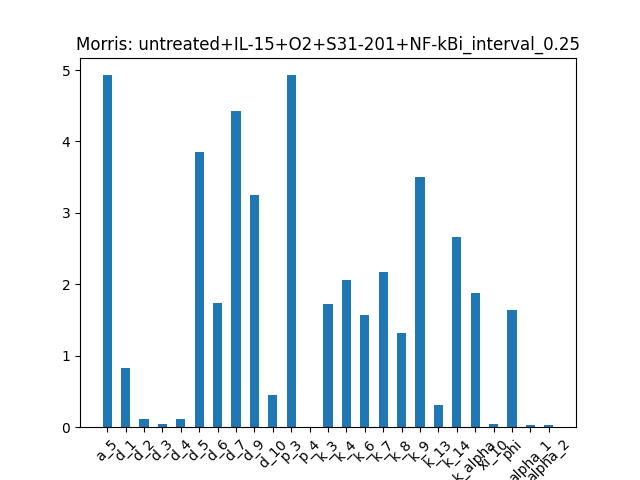 Morris: untreated+IL-15+O2+S31-201+NF-kBi_interval_0.25
5
4
3
2
1
0
a_5
d_1
d_2
d_3
d_4
d_5
d_6
d_7
d_9
d_10
p_3
p_4
k_3
k_4
k_6
k_7
k_8
k_9
k_13
k_14
k_alpha
xi_10
phi
alpha_1
alpha_2